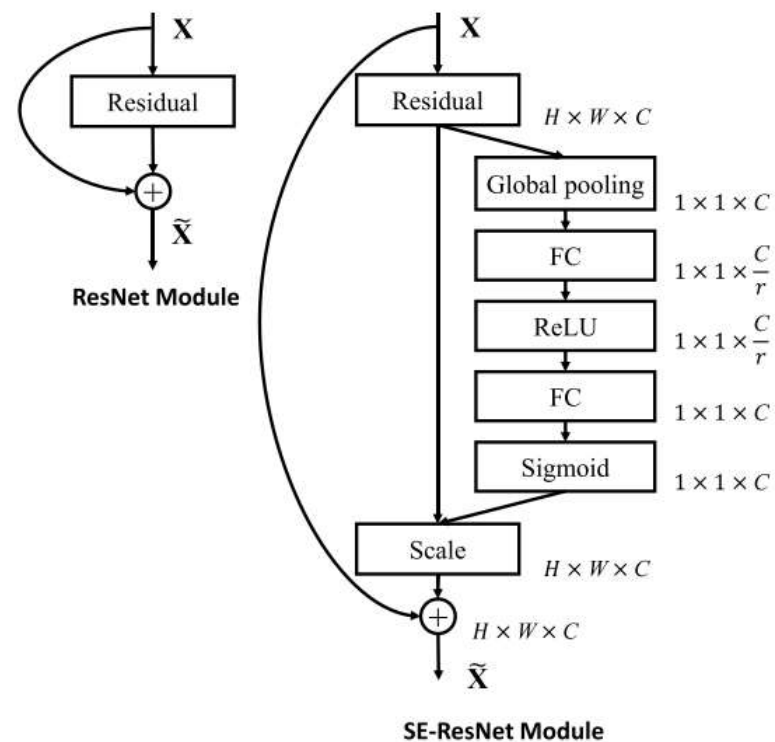 X
Residual
+
X̃
ResNet Module
X
Residual
H × W × C
Global pooling
1 × 1 × C
FC
1 × 1 × C/r
ReLU
1 × 1 × C/r
FC
1 × 1 × C
Sigmoid
1 × 1 × C
Scale
H × W × C
+
H × W × C
X̃
SE-ResNet Module